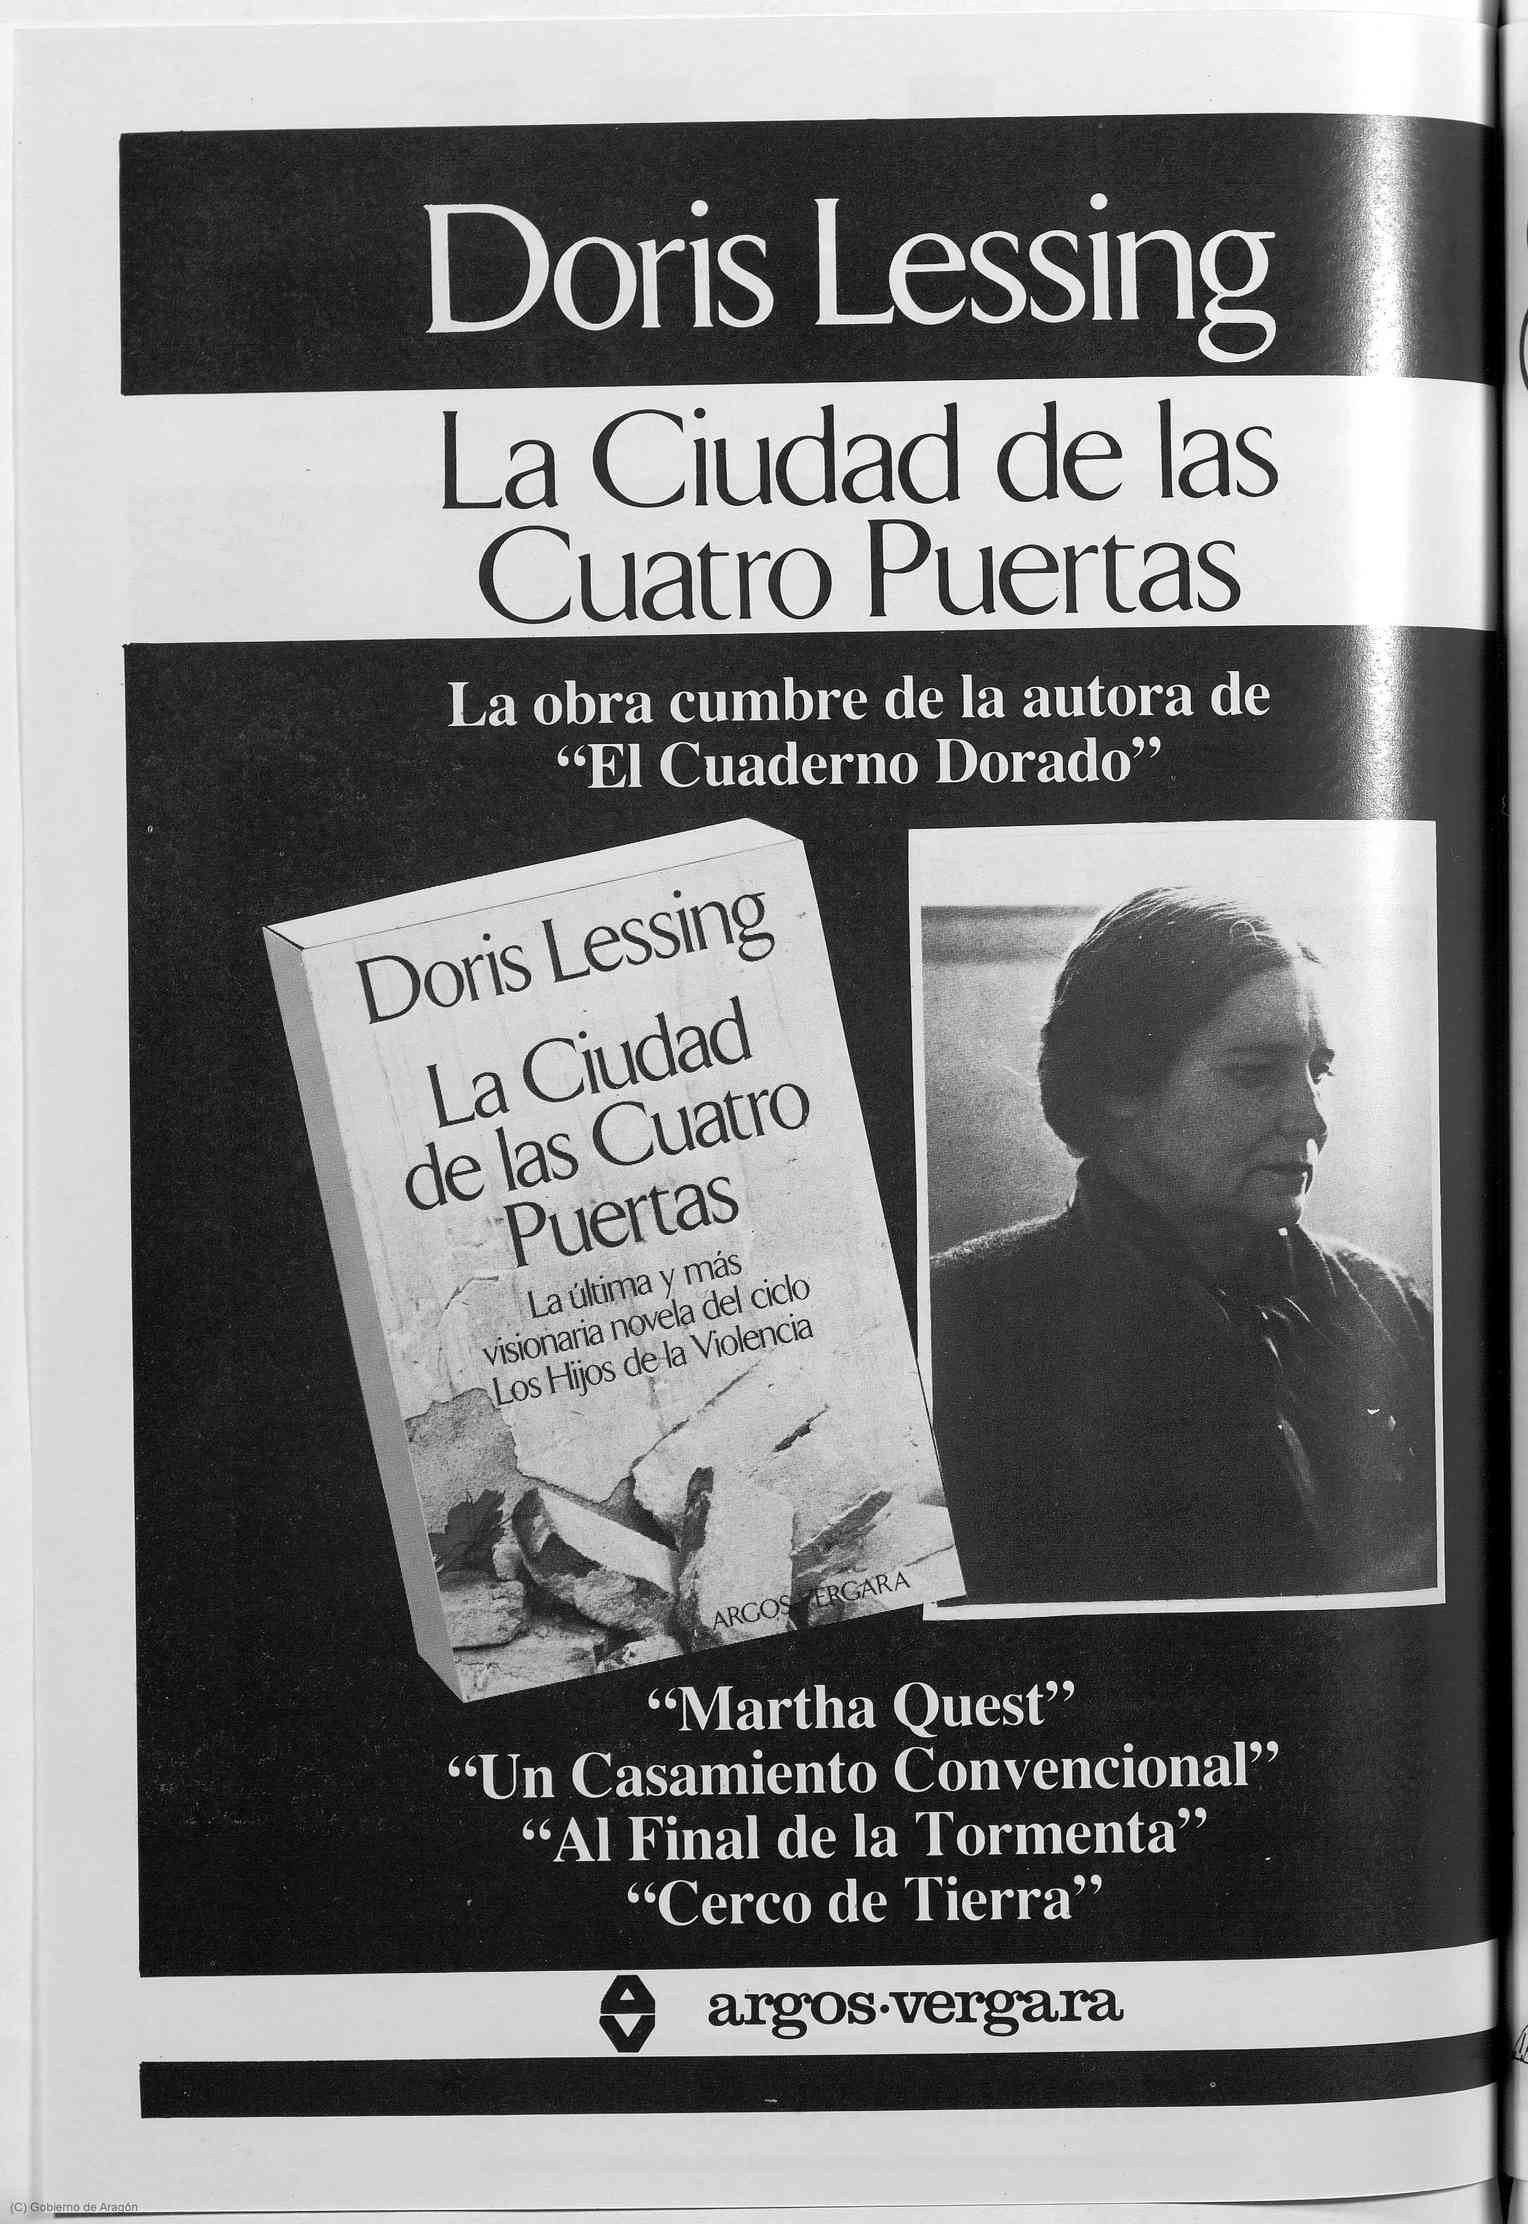 Doris Lessing
La Ciudad de las
Cuatro Puertas
La obra cumbre de la autora de
“El Cuaderno Dorado”
Doris Lessing
La Ciudad
de las Cuatro
Puertas
La última y más
visionaria novela del ciclo
Los Hijos de la Violencia
ARGOS VERGARA
“Martha Quest”
“Un Casamiento Convencional”
“Al Final de la Tormenta”
“Cerco de Tierra”
argos·vergara
(C) Gobierno de Aragón